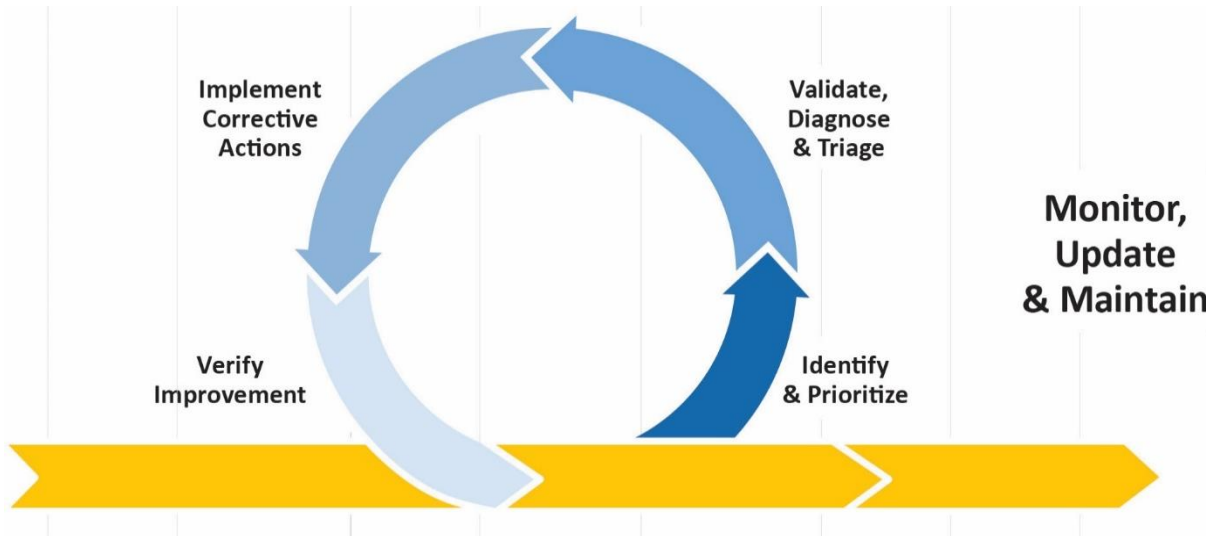 Implement
Corrective
Actions
Validate,
Diagnose
& Triage
Monitor,
Update
& Maintain
Verify
Improvement
Identify
& Prioritize